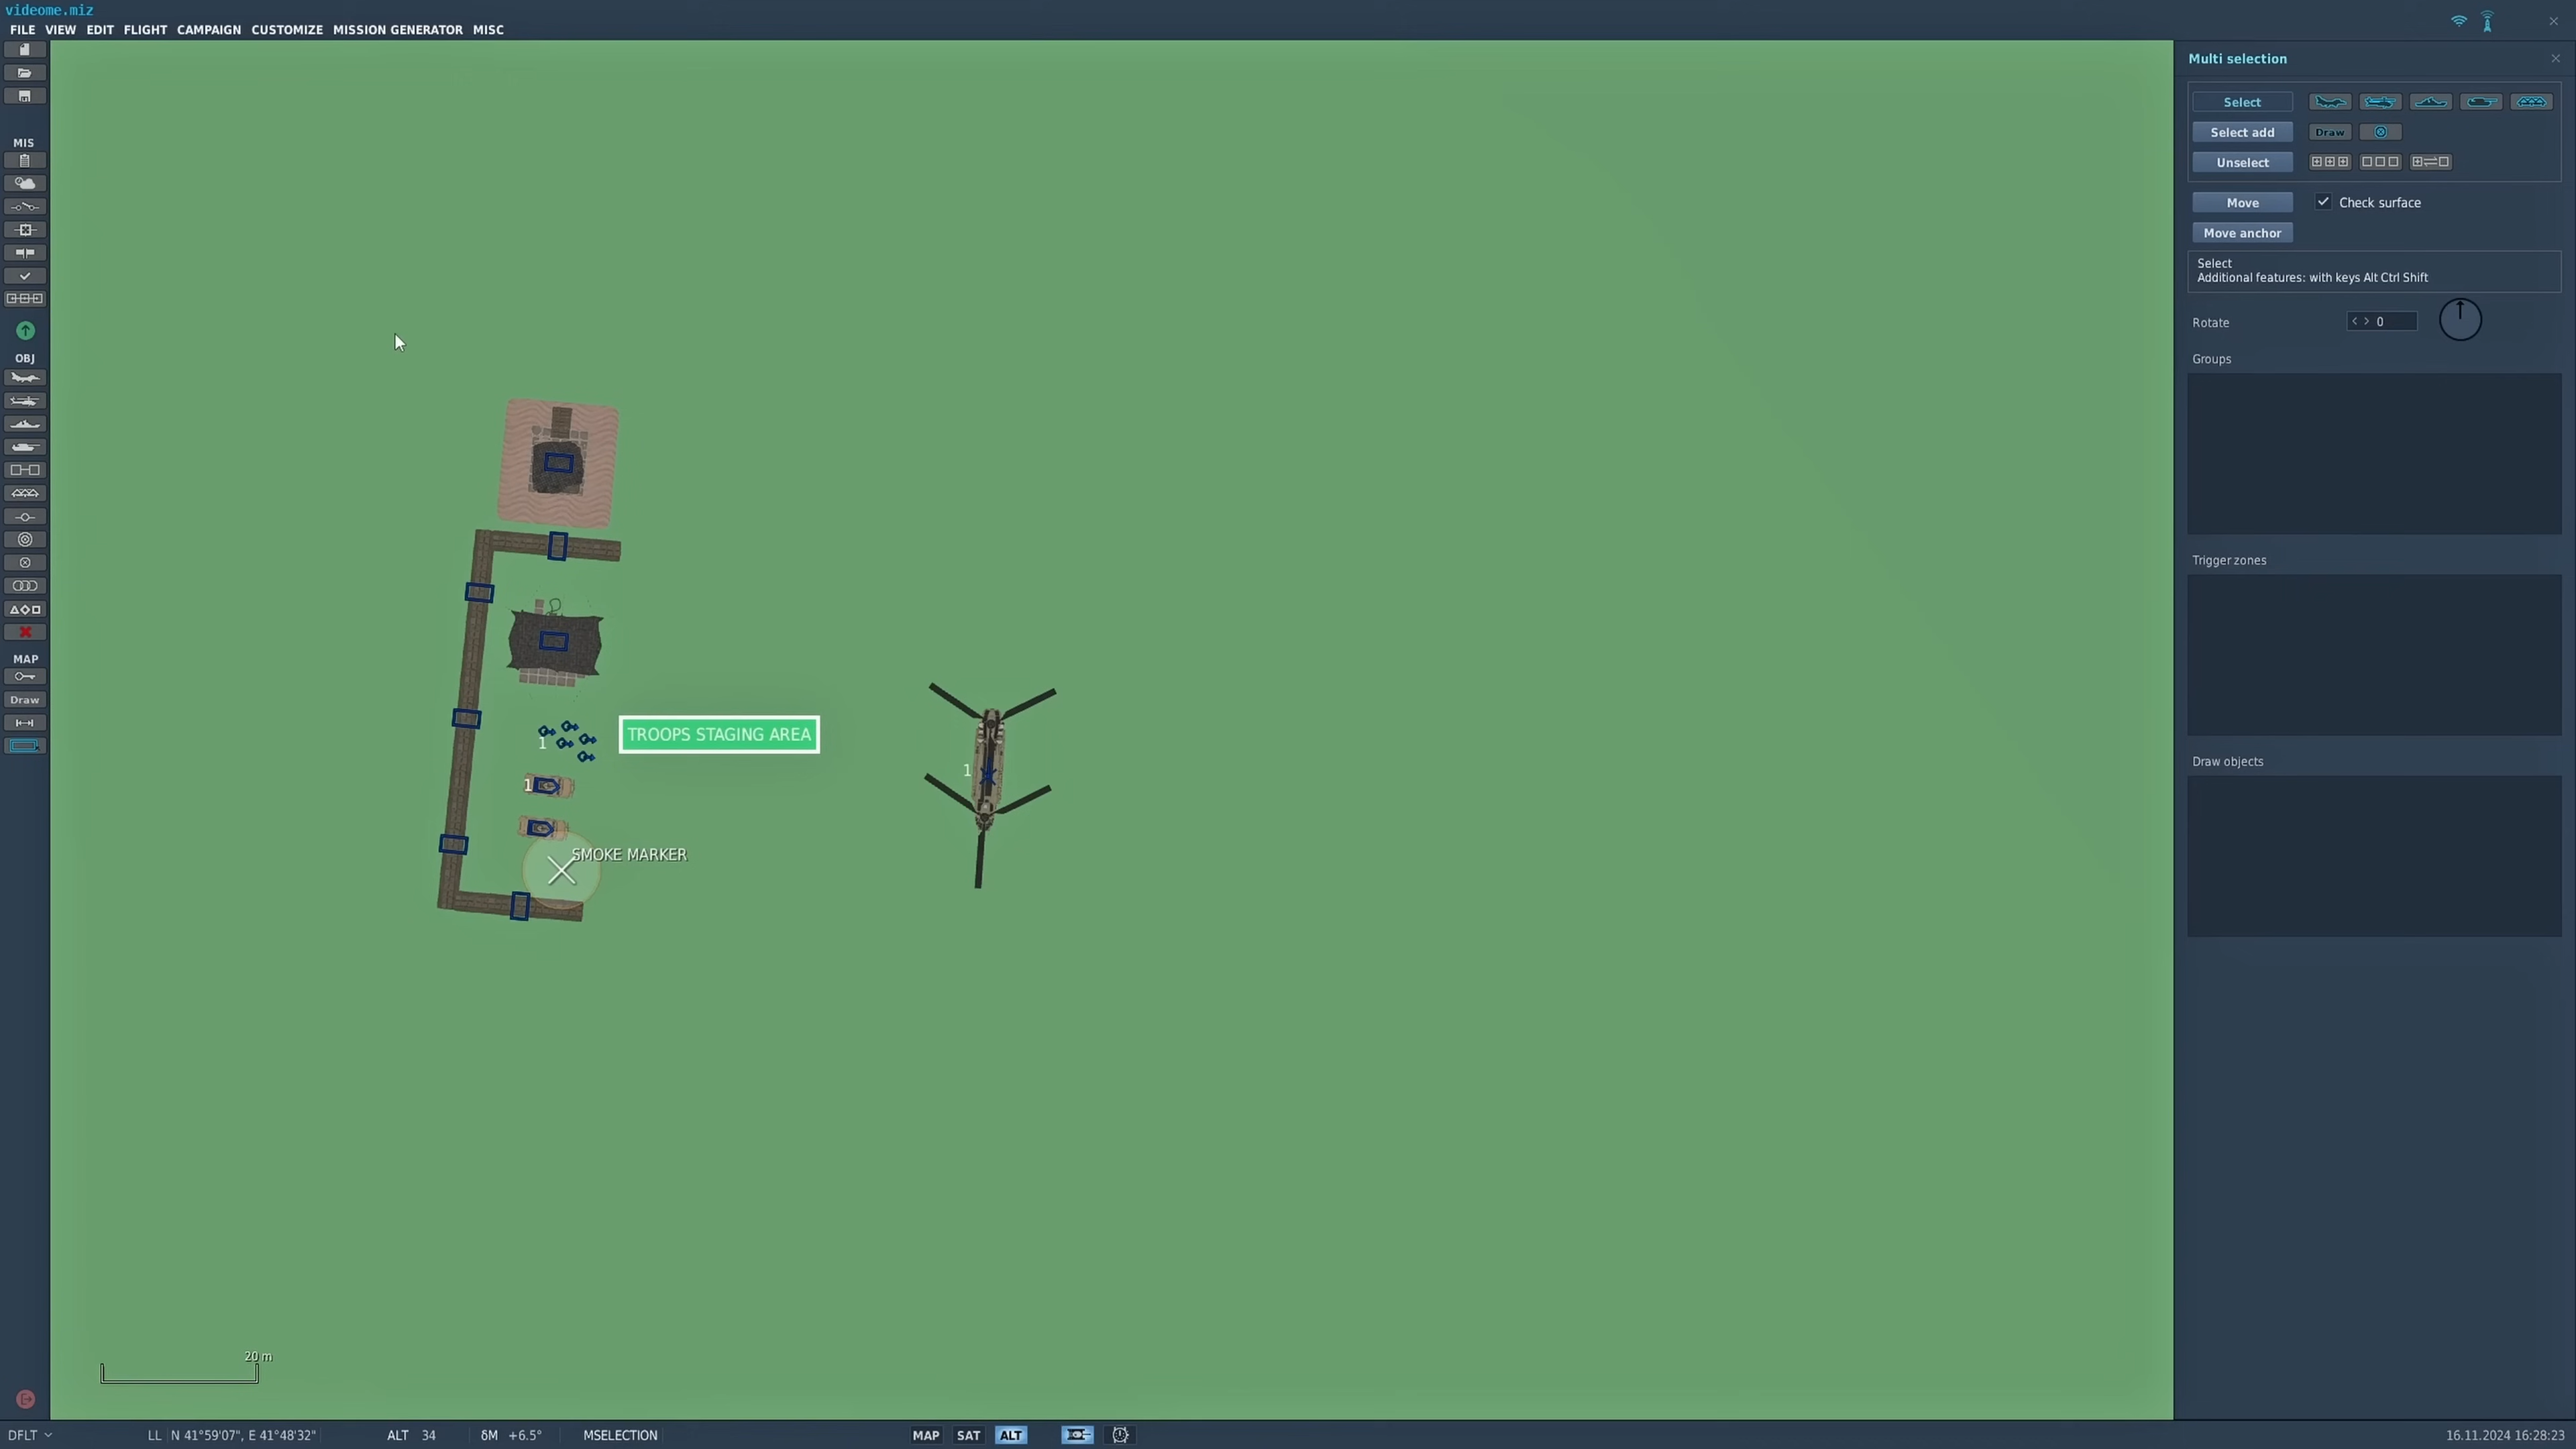 videome.miz
FILE VIEW EDIT FLIGHT CAMPAIGN CUSTOMIZE MISSION GENERATOR MISC
MIS
OBJ
MAP
Draw
TROOPS STAGING AREA
1
1
1
SMOKE MARKER
20 m
Multi selection
Select
Select add
Draw
Unselect
Move
Check surface
Move anchor
Select
Additional features: with keys Alt Ctrl Shift
Rotate
< > 0
Groups
Trigger zones
Draw objects
DFLT LL N 41°59'07", E 41°48'32" ALT 34 δM +6.5° MSELECTION MAP SAT ALT 16.11.2024 16:28:23